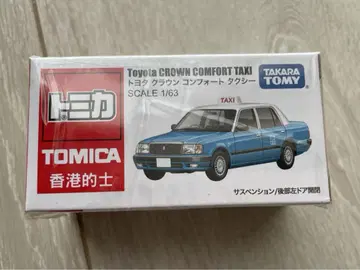 Toyota CROWN COMFORT TAXI
トヨタ クラウン コンフォート タクシー
SCALE 1/63
TAKARA
TOMY
トミカ
TOMICA
香港的士
TAXI
サスペンション/後部左ドア開閉